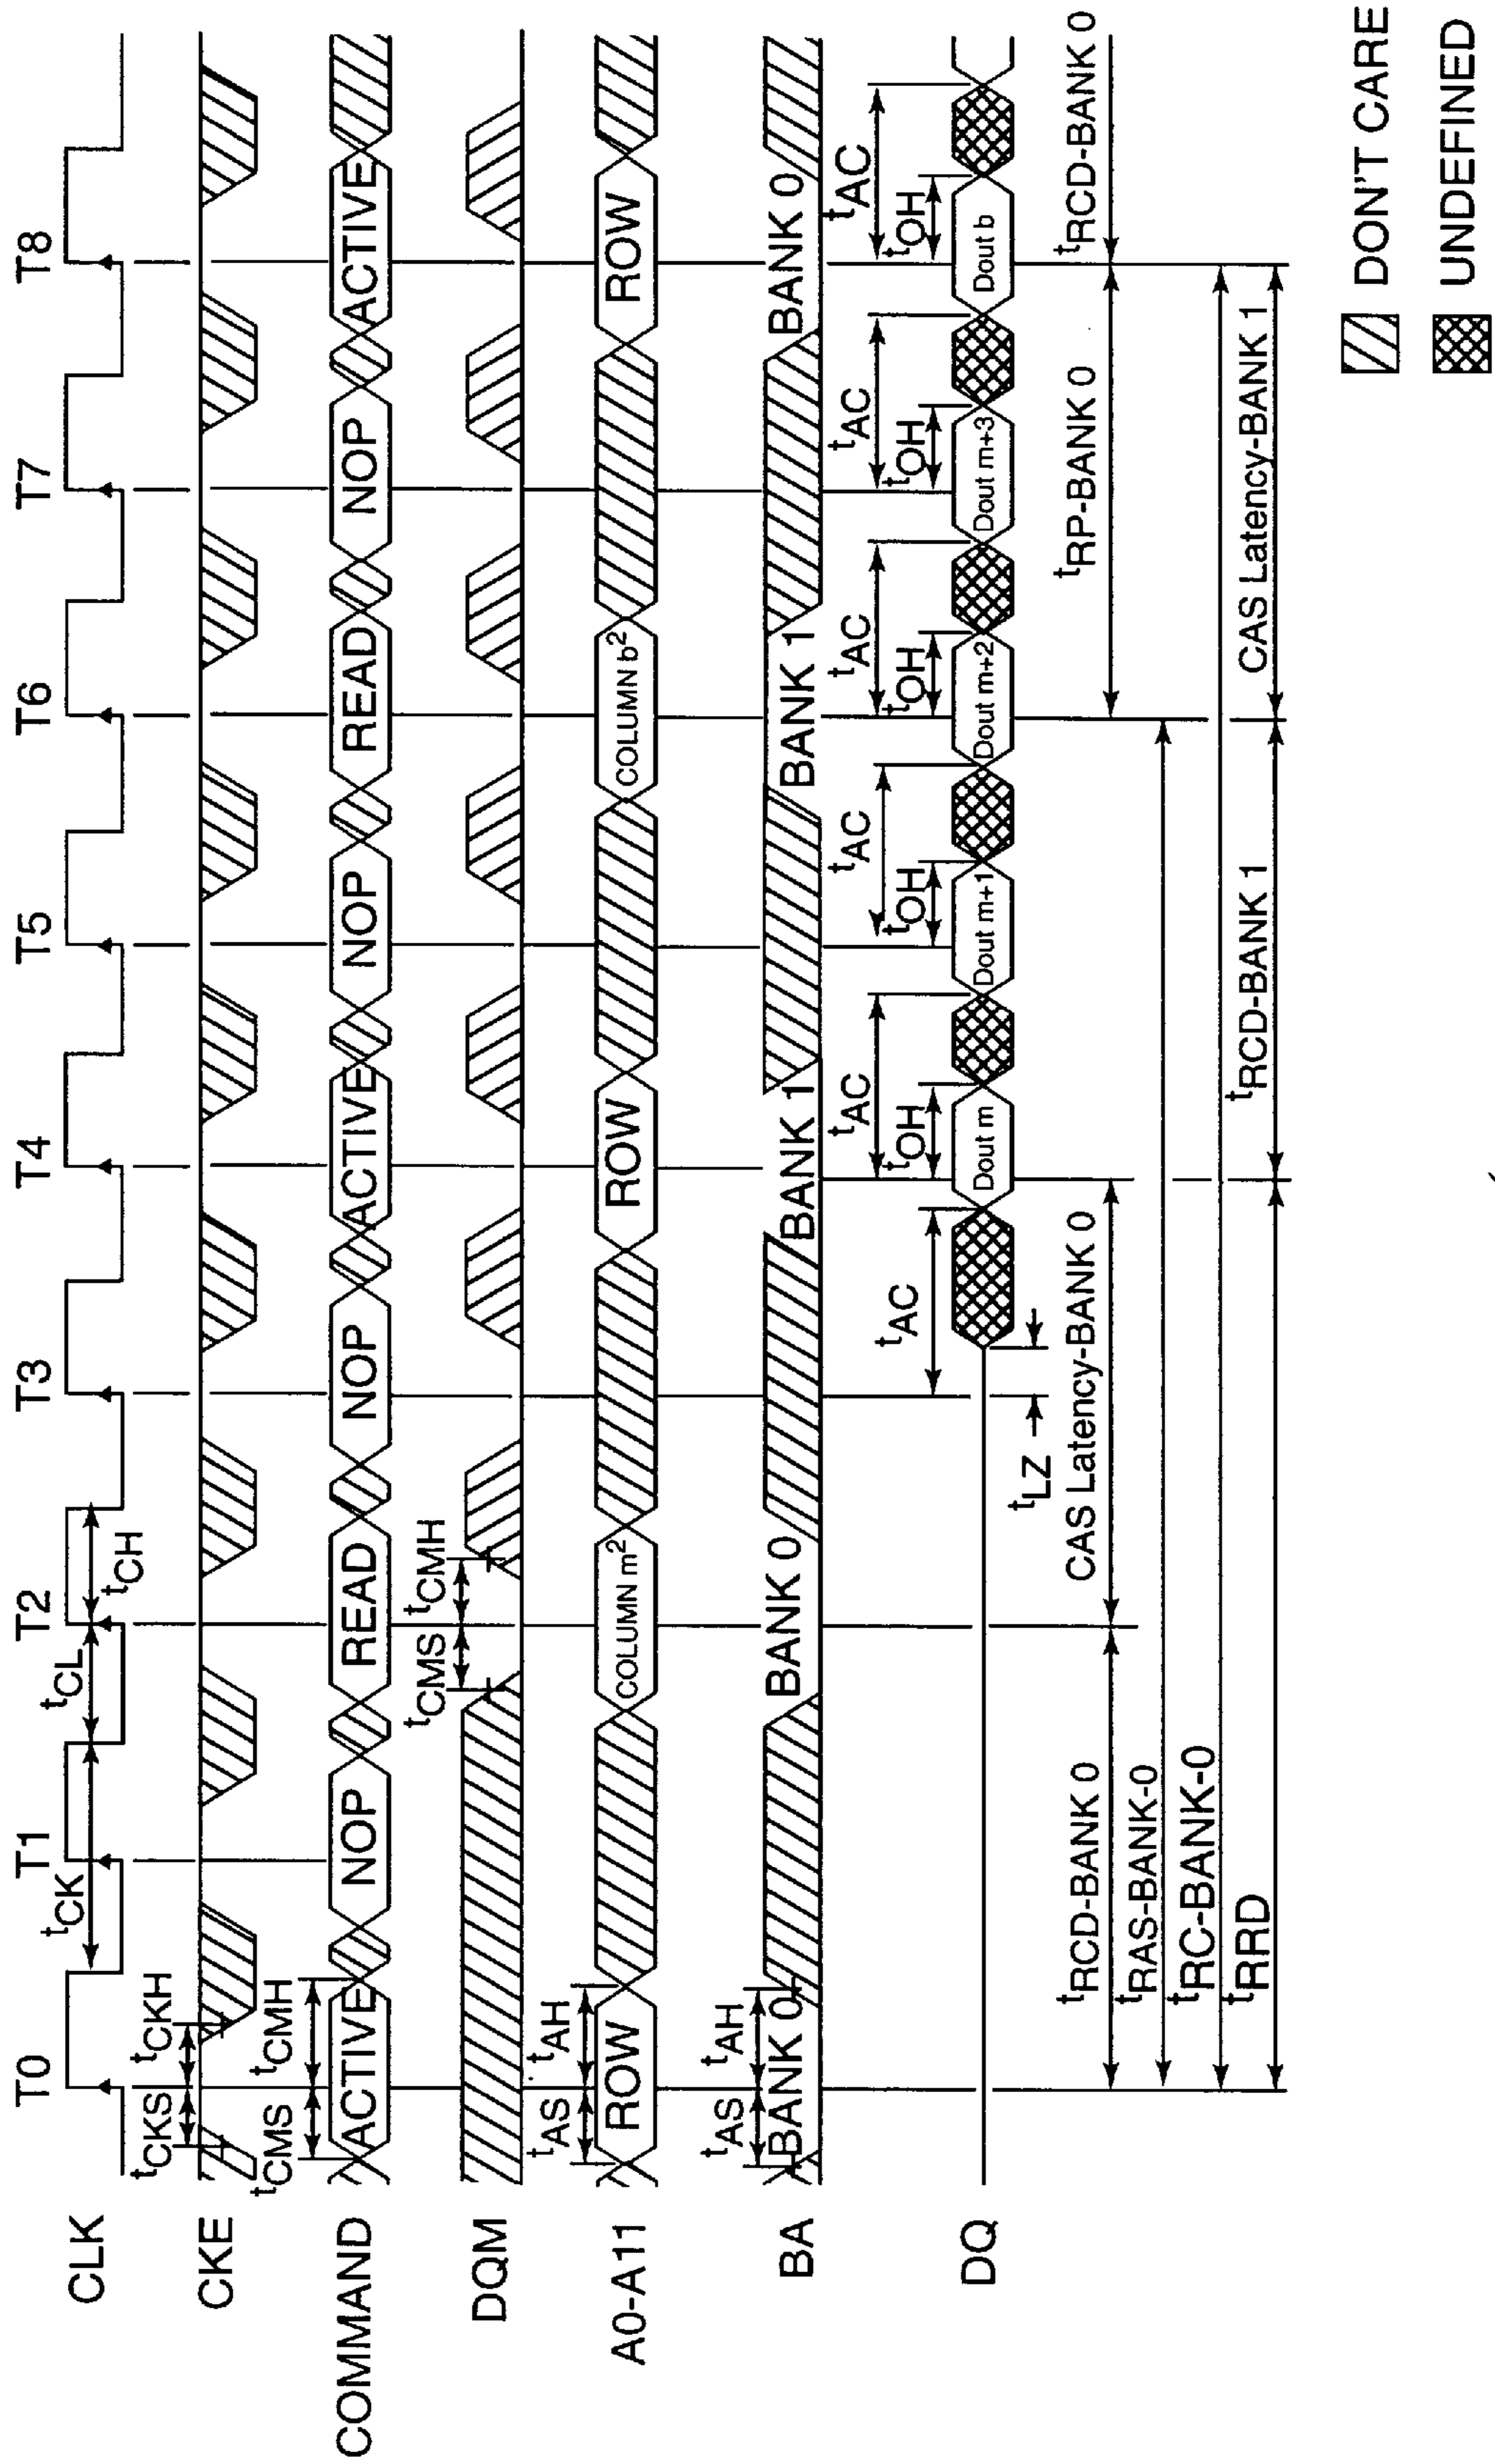 T0 T1 T2 T3 T4 T5 T6 T7 T8
CLK
tCK tCL tCH
CKE
tCKS tCKH
COMMAND
tCMS tCMH
ACTIVE NOP READ NOP ACTIVE NOP READ NOP ACTIVE
DQM
tCMS tCMH
A0-A11
tAS tAH
ROW COLUMN m² ROW COLUMN b² ROW
BA
tAS tAH
BANK 0 BANK 0 BANK 1 BANK 1 BANK 0
DQ
tAC tAC tAC tAC tAC tAC
tOH tOH tOH tOH tOH
Dout m Dout m+1 Dout m+2 Dout m+3 Dout b
tLZ
tRCD-BANK 0 CAS Latency-BANK 0 tRP-BANK 0 tRCD-BANK 0
tRAS-BANK-0
tRC-BANK-0
tRRD tRCD-BANK 1 CAS Latency-BANK 1
DON'T CARE
UNDEFINED